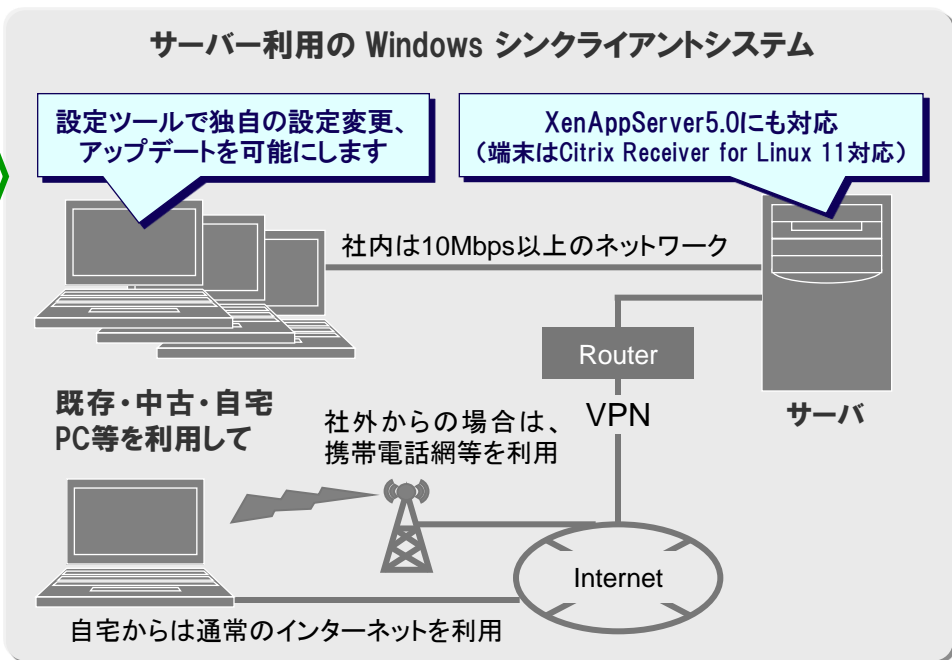 サーバー利用の Windows シンクライアントシステム
設定ツールで独自の設定変更、
アップデートを可能にします
XenAppServer5.0にも対応
(端末はCitrix Receiver for Linux 11対応)
社内は10Mbps以上のネットワーク
Router
既存・中古・自宅
PC等を利用して
社外からの場合は、
携帯電話網等を利用
VPN
サーバ
Internet
自宅からは通常のインターネットを利用